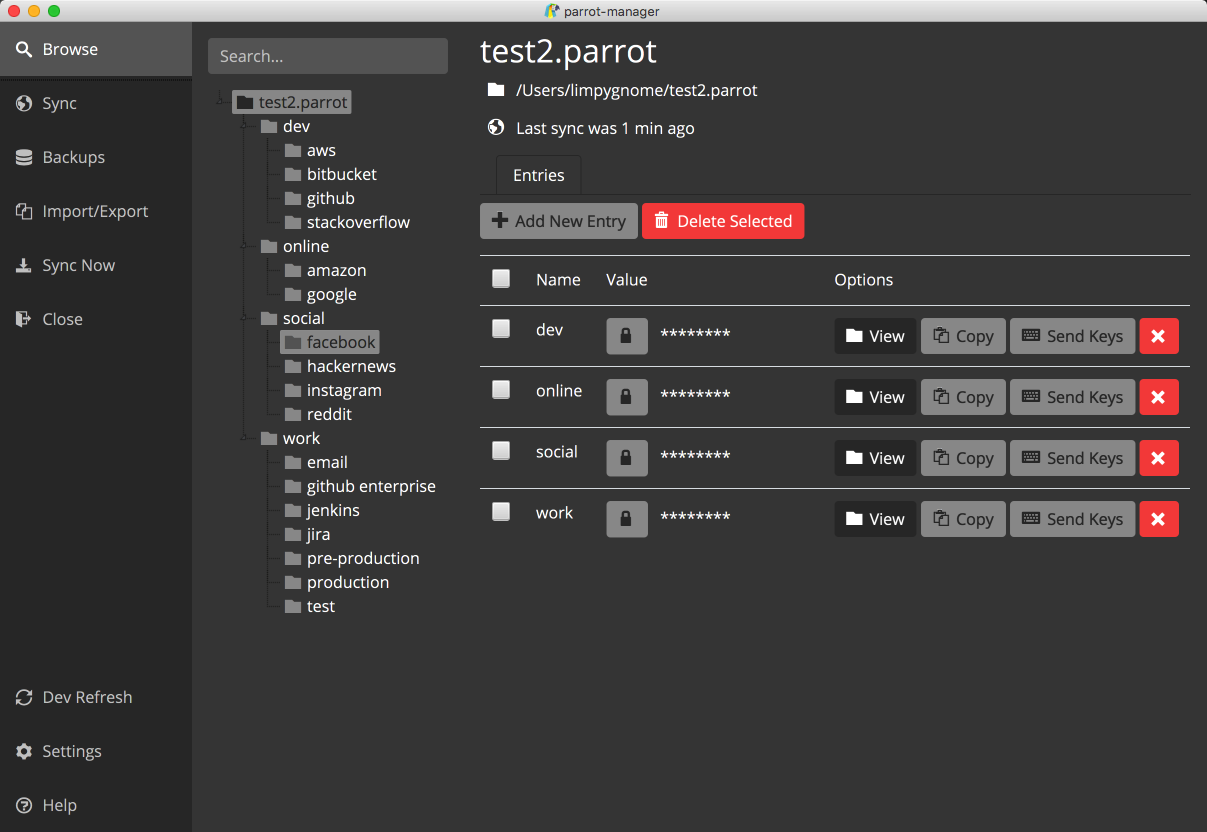 parrot-manager
Browse
Sync
Backups
Import/Export
Sync Now
Close
Dev Refresh
Settings
Help
Search...
test2.parrot
dev
aws
bitbucket
github
stackoverflow
online
amazon
google
social
facebook
hackernews
instagram
reddit
work
email
github enterprise
jenkins
jira
pre-production
production
test
test2.parrot
/Users/limpygnome/test2.parrot
Last sync was 1 min ago
Entries
Add New Entry Delete Selected
Name Value Options
dev ******** View Copy Send Keys
online ******** View Copy Send Keys
social ******** View Copy Send Keys
work ******** View Copy Send Keys